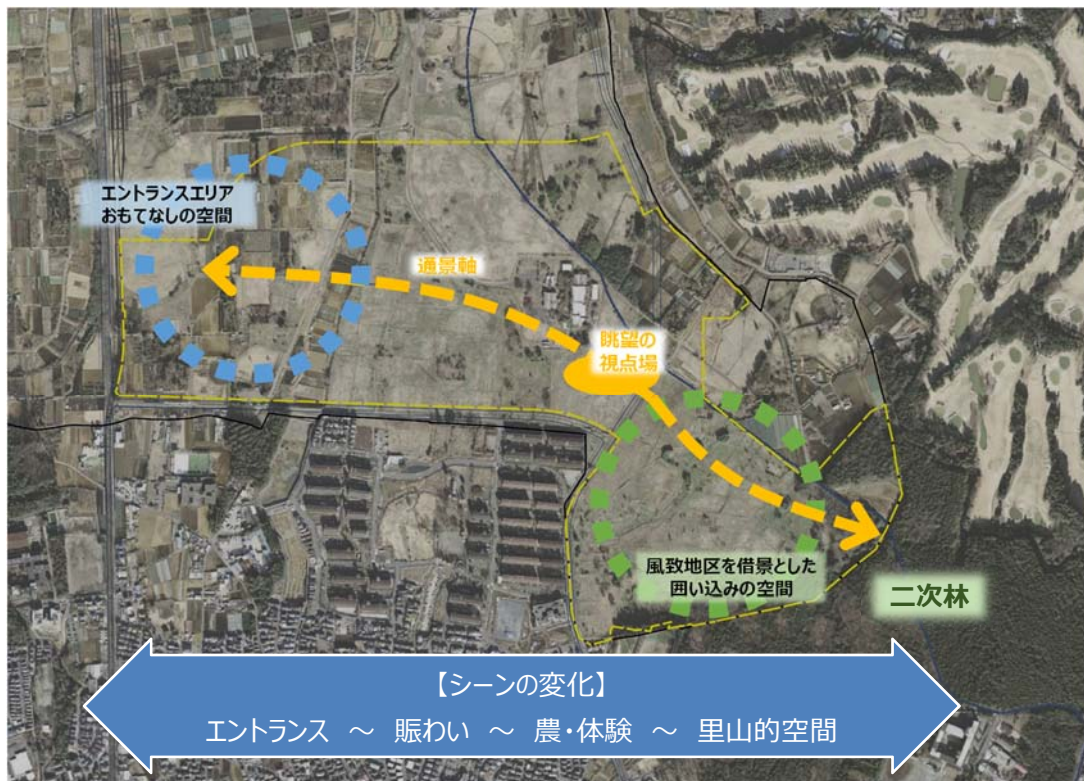 エントランスエリア
おもてなしの空間
通景軸
眺望の
視点場
風致地区を借景とした
囲い込みの空間
二次林
【シーンの変化】
エントランス ～ 賑わい ～ 農・体験 ～ 里山的空間